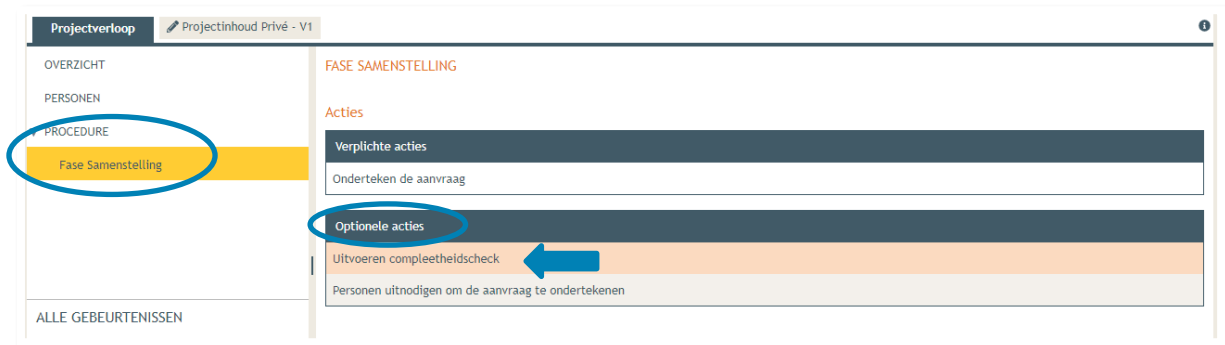 Projectverloop
Projectinhoud Privé - V1
OVERZICHT
PERSONEN
PROCEDURE
Fase Samenstelling
ALLE GEBEURTENISSEN
FASE SAMENSTELLING
Acties
Verplichte acties
Onderteken de aanvraag
Optionele acties
Uitvoeren compleetheidscheck
Personen uitnodigen om de aanvraag te ondertekenen